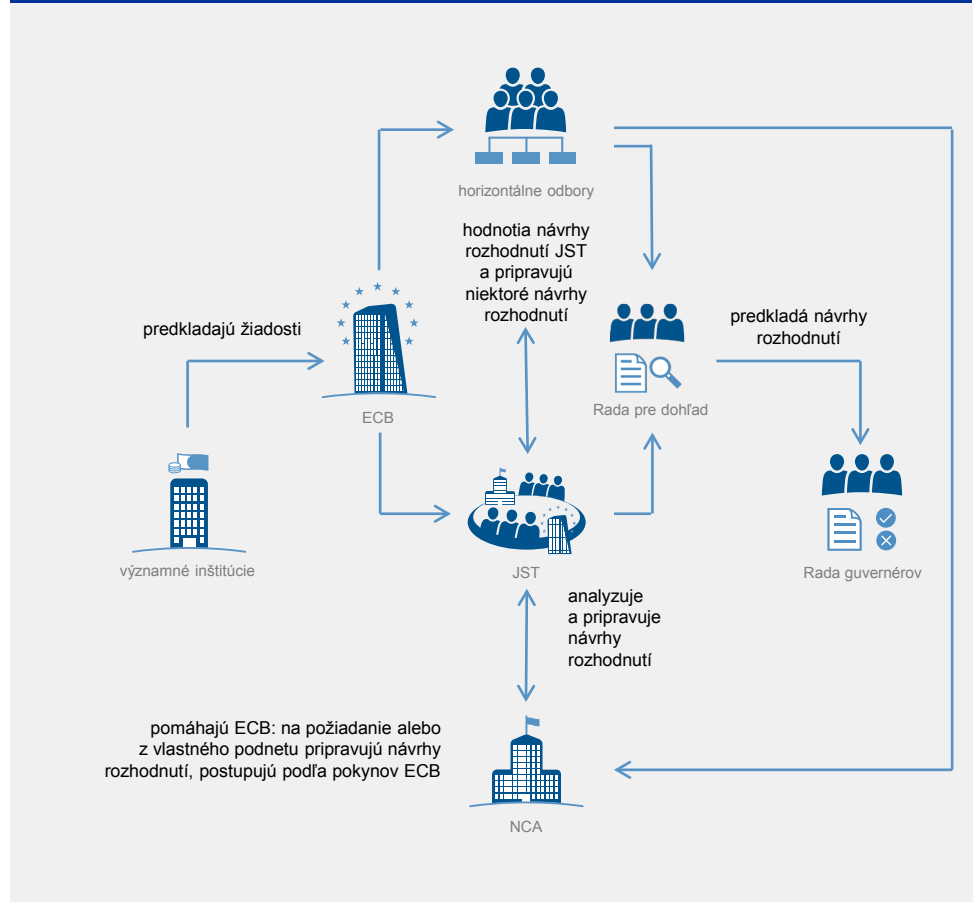 horizontálne odbory
hodnotia návrhy
rozhodnutí JST
a pripravujú
niektoré návrhy
rozhodnutí
predkladajú žiadosti
ECB
predkladá návrhy
rozhodnutí
Rada pre dohľad
významné inštitúcie
JST
Rada guvernérov
analyzuje
a pripravuje
návrhy
rozhodnutí
pomáhajú ECB: na požiadanie alebo
z vlastného podnetu pripravujú návrhy
rozhodnutí, postupujú podľa pokynov ECB
NCA